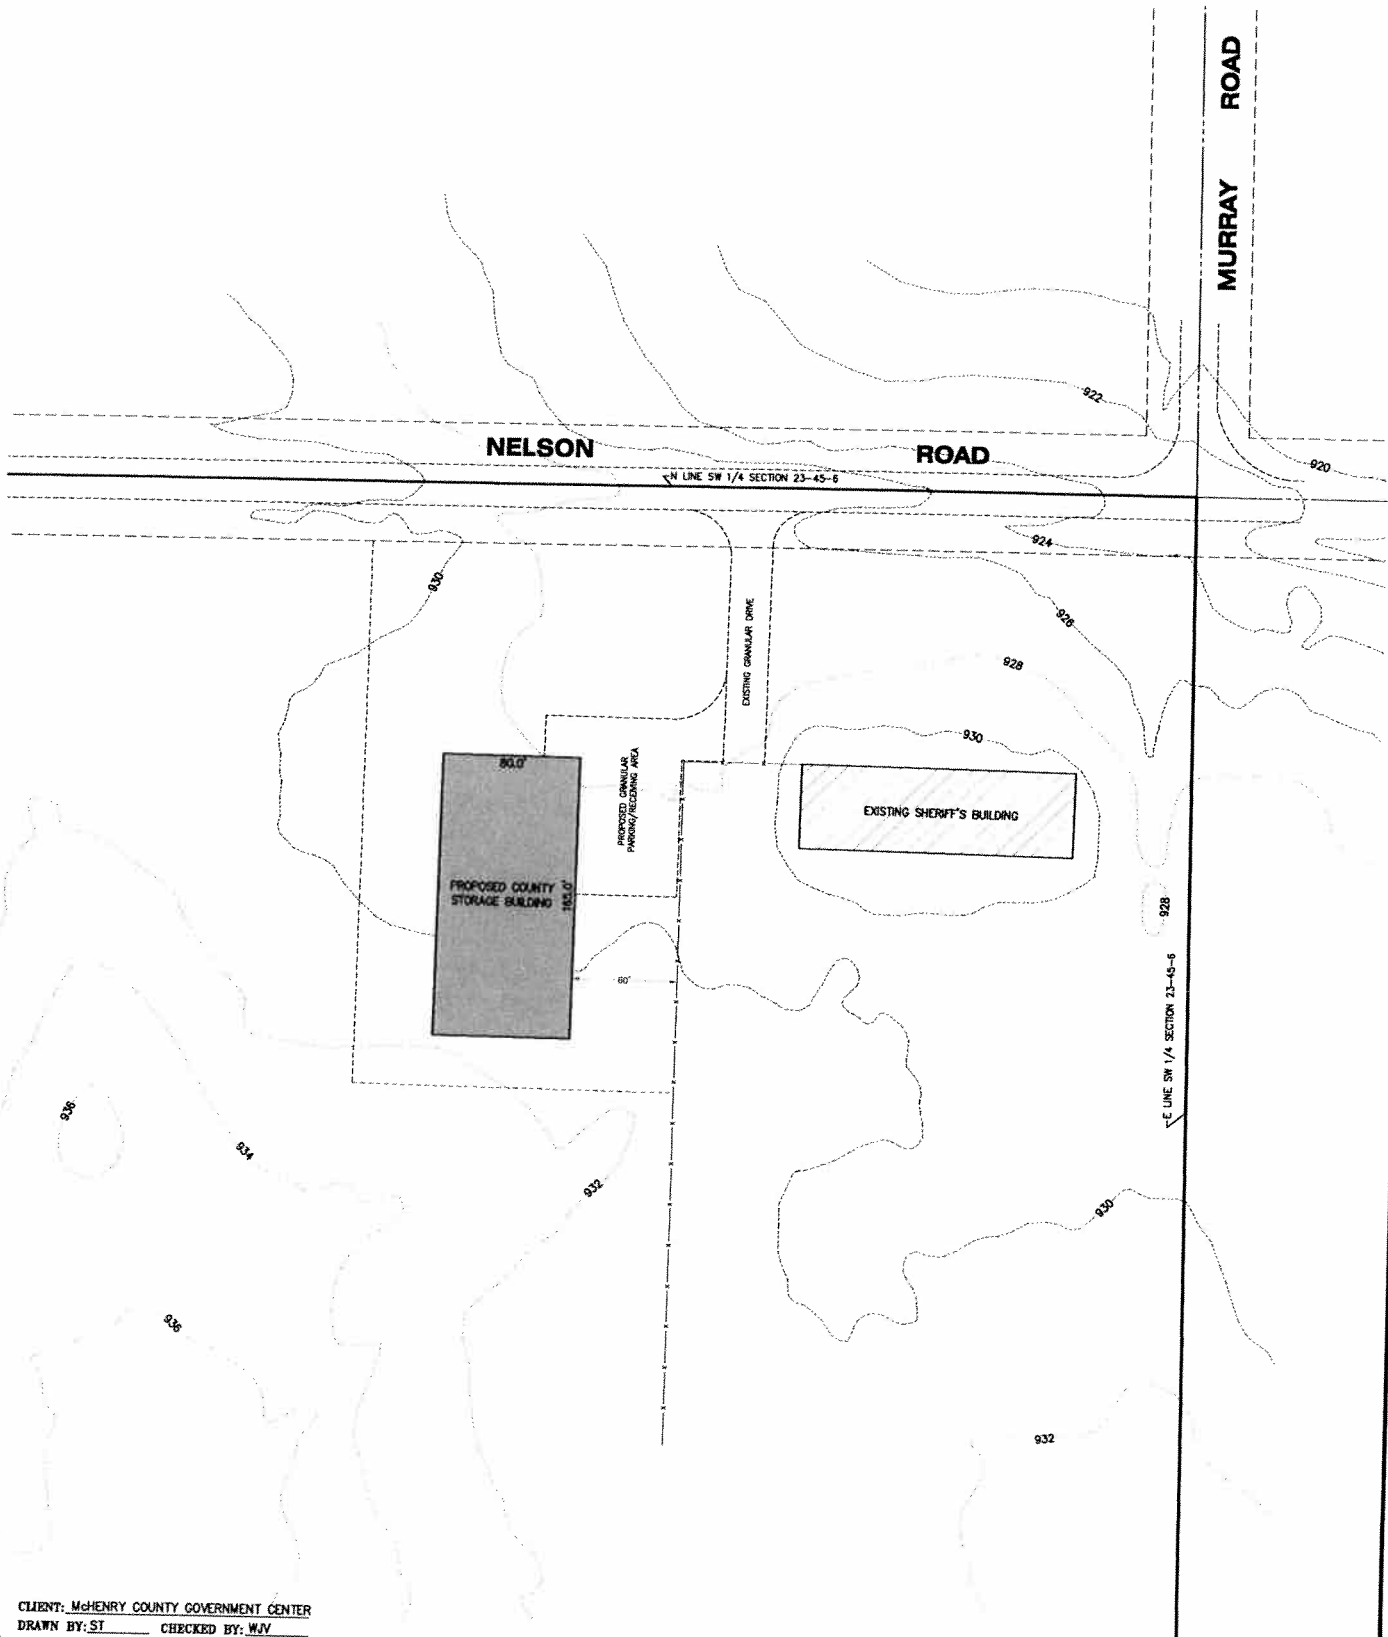 MURRAY ROAD
922
NELSON ROAD
920
N LINE SW 1/4 SECTION 23-45-6
924
930
EXISTING GRANULAR DRIVE
926
928
930
80.0'
PROPOSED GRANULAR
PARKING/RECEIVING AREA
EXISTING SHERIFF'S BUILDING
PROPOSED COUNTY
STORAGE BUILDING
165.0'
928
60'
E LINE SW 1/4 SECTION 23-45-6
936
934
932
930
936
932
CLIENT: McHENRY COUNTY GOVERNMENT CENTER
DRAWN BY: ST CHECKED BY: WJV